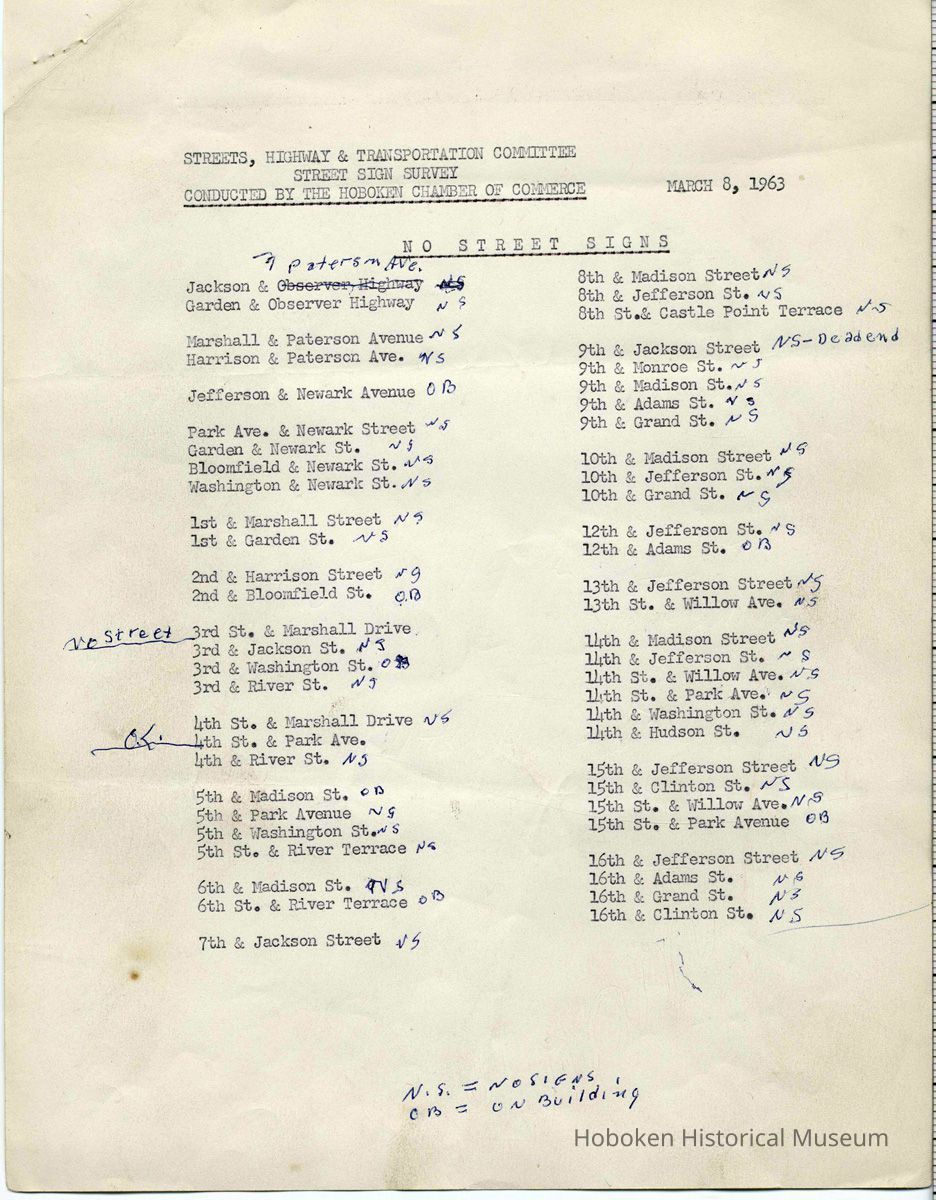 STREETS, HIGHWAY & TRANSPORTATION COMMITTEE
STREET SIGN SURVEY
CONDUCTED BY THE HOBOKEN CHAMBER OF COMMERCE
MARCH 8, 1963
NO STREET SIGNS
Paterson Ave.
Jackson & Observer Highway NS
Garden & Observer Highway NS
Marshall & Paterson Avenue NS
Harrison & Paterson Ave. NS
Jefferson & Newark Avenue OB
Park Ave. & Newark Street NS
Garden & Newark St. NS
Bloomfield & Newark St. NS
Washington & Newark St. NS
1st & Marshall Street NS
1st & Garden St. NS
2nd & Harrison Street NS
2nd & Bloomfield St. OB
No Street 3rd St. & Marshall Drive
3rd & Jackson St. NS
3rd & Washington St. OB
3rd & River St. NS
4th St. & Marshall Drive NS
O.K. 4th St. & Park Ave.
4th & River St. NS
5th & Madison St. OB
5th & Park Avenue NS
5th & Washington St. NS
5th St. & River Terrace NS
6th & Madison St. NS
6th St. & River Terrace OB
7th & Jackson Street NS
8th & Madison Street NS
8th & Jefferson St. NS
8th St.& Castle Point Terrace NS
9th & Jackson Street NS-Deadend
9th & Monroe St. NS
9th & Madison St. NS
9th & Adams St. NS
9th & Grand St. NS
10th & Madison Street NS
10th & Jefferson St. NS
10th & Grand St. NS
12th & Jefferson St. NS
12th & Adams St. OB
13th & Jefferson Street NS
13th St. & Willow Ave. NS
14th & Madison Street NS
14th & Jefferson St. NS
14th St. & Willow Ave. NS
14th St. & Park Ave. NS
14th & Washington St. NS
14th & Hudson St. NS
15th & Jefferson Street NS
15th & Clinton St. NS
15th St. & Willow Ave. NS
15th St. & Park Avenue OB
16th & Jefferson Street NS
16th & Adams St. NS
16th & Grand St. NS
16th & Clinton St. NS
N.S. = NO SIGNS
OB = ON Building
Hoboken Historical Museum